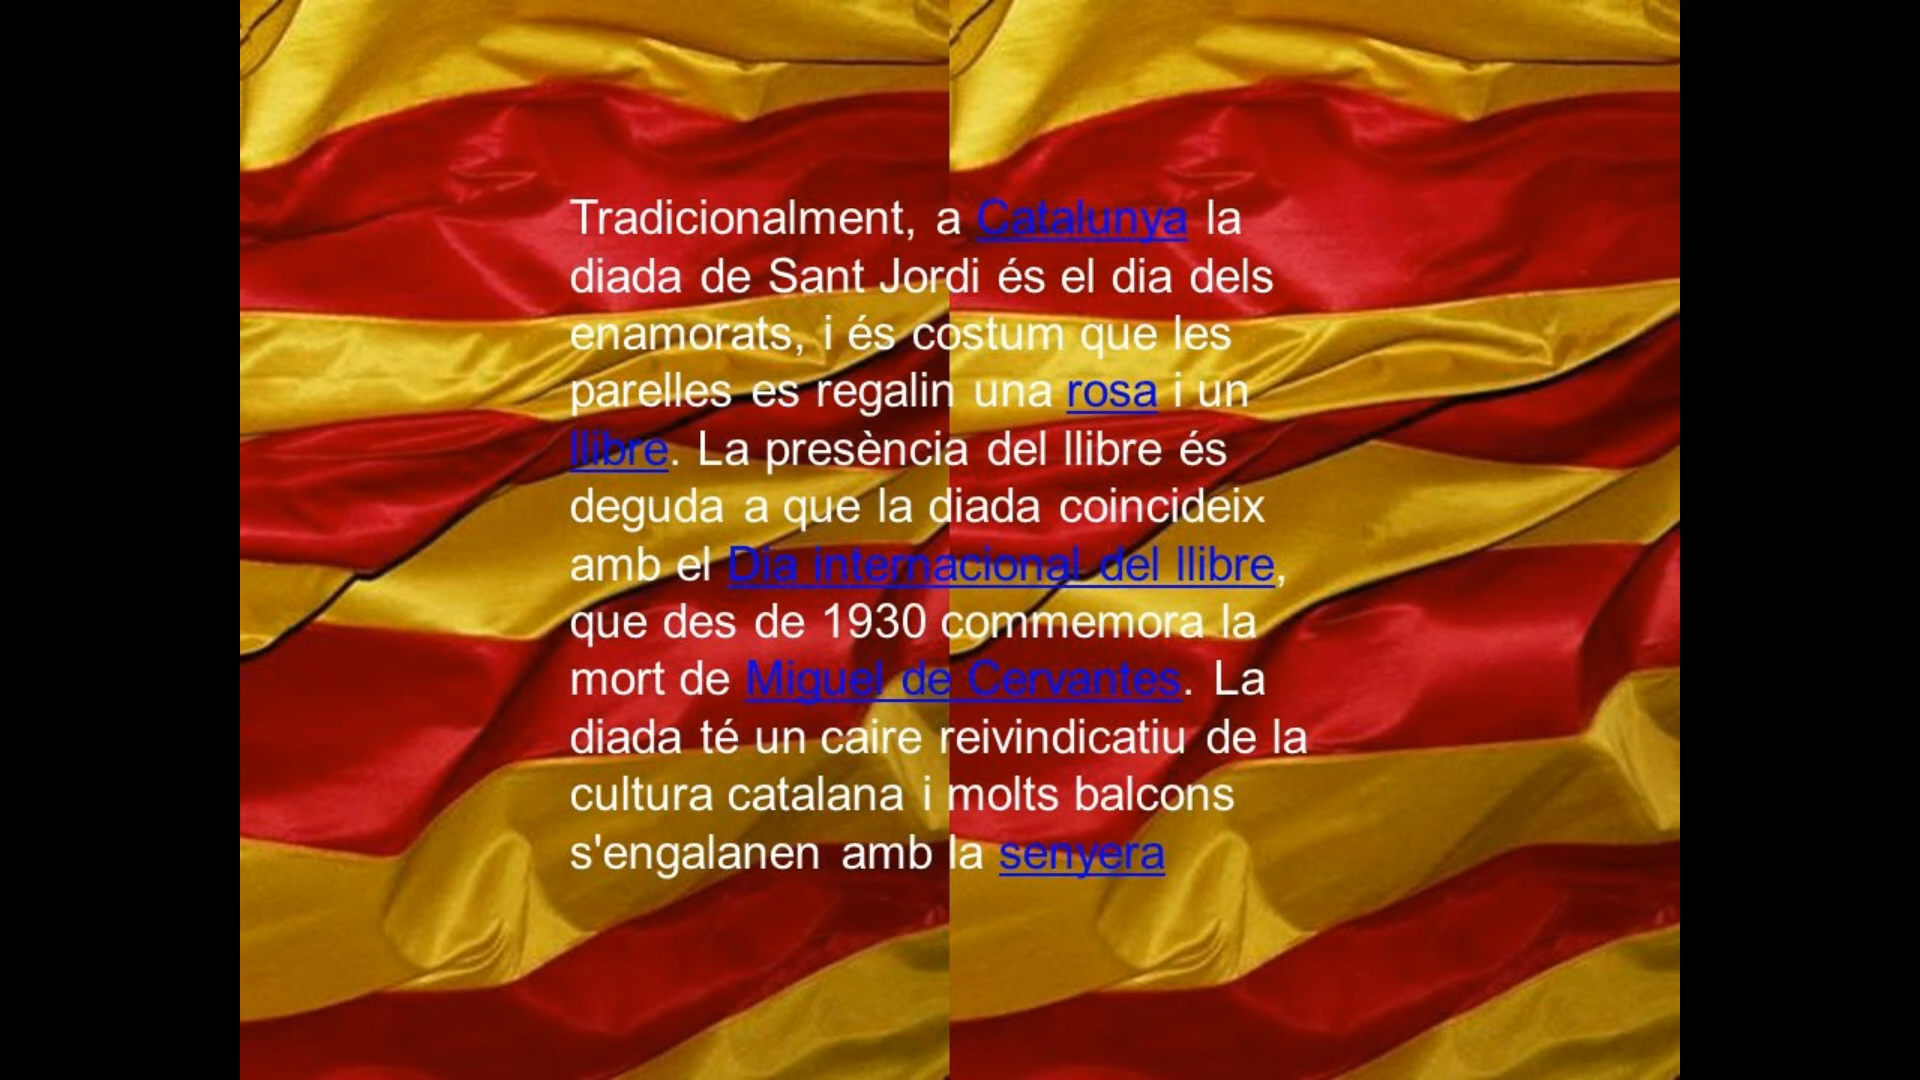 Tradicionalment, a Catalunya la
diada de Sant Jordi és el dia dels
enamorats, i és costum que les
parelles es regalin una rosa i un
llibre. La presència del llibre és
deguda a que la diada coincideix
amb el Dia internacional del llibre,
que des de 1930 commemora la
mort de Miguel de Cervantes. La
diada té un caire reivindicatiu de la
cultura catalana i molts balcons
s'engalanen amb la senyera